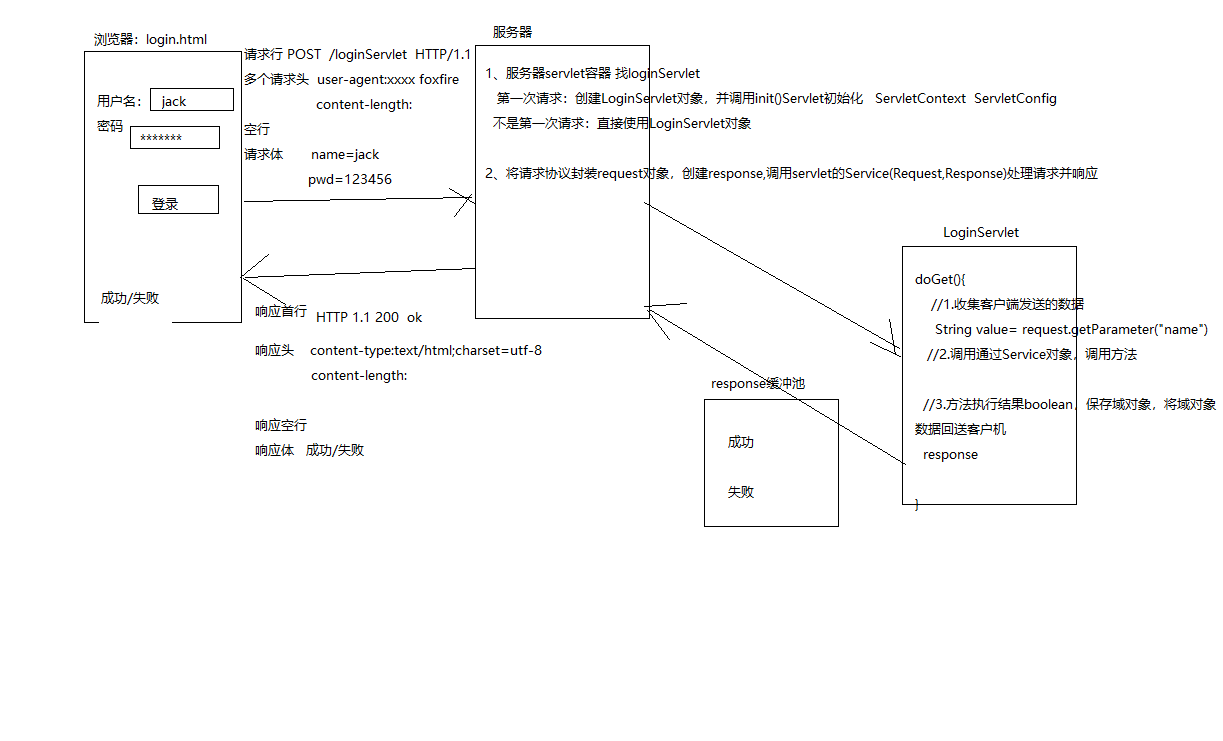 浏览器：login.html
用户名： jack
密码 *******
登录
成功/失败
请求行 POST /loginServlet HTTP/1.1
多个请求头 user-agent:xxxx foxfire
content-length:
空行
请求体 name=jack
pwd=123456
响应首行 HTTP 1.1 200 ok
响应头 content-type:text/html;charset=utf-8
content-length:
响应空行
响应体 成功/失败
服务器
1、服务器servlet容器 找loginServlet
第一次请求：创建LoginServlet对象，并调用init()Servlet初始化 ServletContext ServletConfig
不是第一次请求：直接使用LoginServlet对象
2、将请求协议封装request对象，创建response,调用servlet的Service(Request,Response)处理请求并响应
response缓冲池
成功
失败
LoginServlet
doGet(){
//1.收集客户端发送的数据
String value= request.getParameter("name")
//2.调用通过Service对象，调用方法
//3.方法执行结果boolean，保存域对象，将域对象
数据回送客户机
response
}